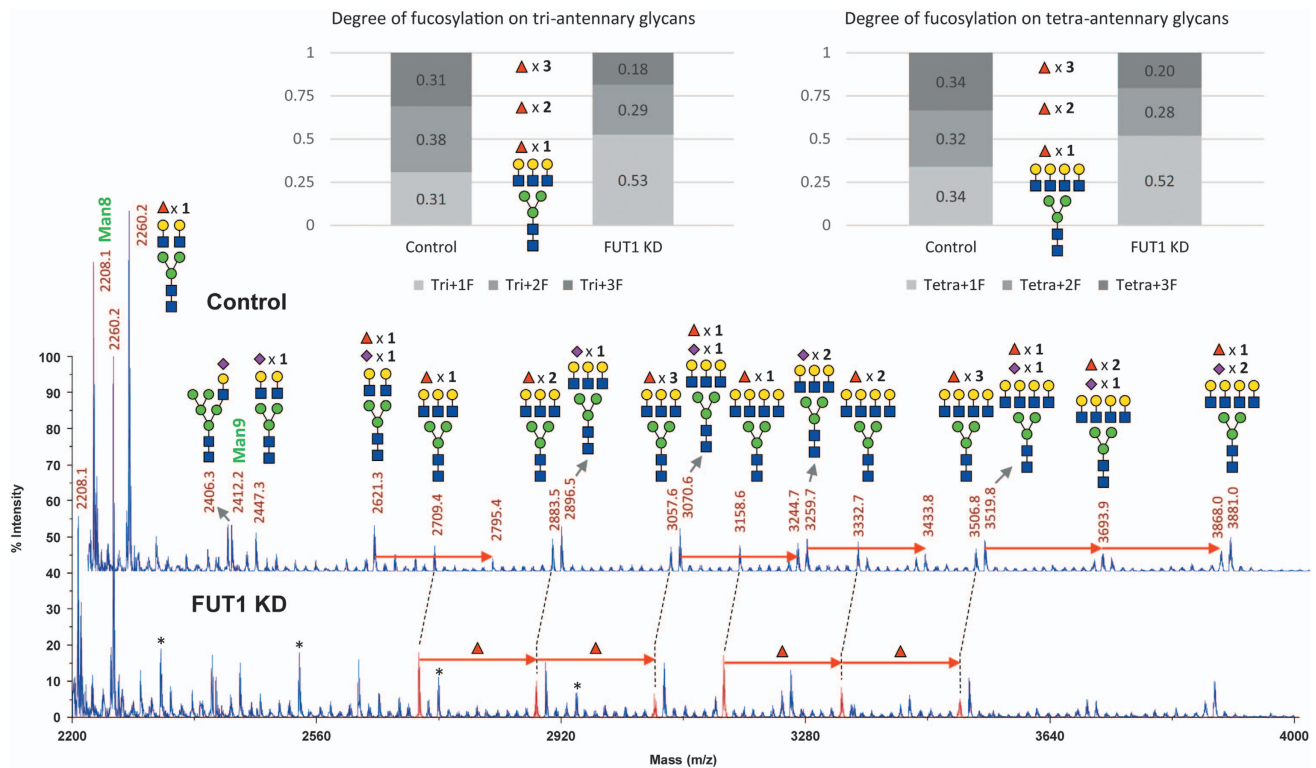 Degree of fucosylation on tri-antennary glycans
1
0.75
0.5
0.25
0
0.31
0.38
0.31
x 3
x 2
x 1
0.18
0.29
0.53
Control
FUT1 KD
Tri+1F
Tri+2F
Tri+3F
Degree of fucosylation on tetra-antennary glycans
1
0.75
0.5
0.25
0
0.34
0.32
0.34
x 3
x 2
x 1
0.20
0.28
0.52
Control
FUT1 KD
Tetra+1F
Tetra+2F
Tetra+3F
2208.1
2208.1 Man8
2260.2
2260.2
x 1
Control
2406.3
2412.2 Man9
x 1
2447.3
x 1
x 1
2621.3
x 1
2709.4
2795.4
x 2
2883.5
x 1
2896.5
x 3
3057.6
x 1
x 1
3070.6
x 1
3158.6
3244.7
x 2
3259.7
x 2
3332.7
3433.8
x 3
3506.8
x 1
x 1
3519.8
x 2
x 1
3693.9
x 1
x 2
3868.0
3881.0
FUT1 KD
*
*
*
*
% Intensity
100
90
80
70
60
50
40
30
20
10
0
2200
2560
2920
3280
3640
4000
Mass (m/z)